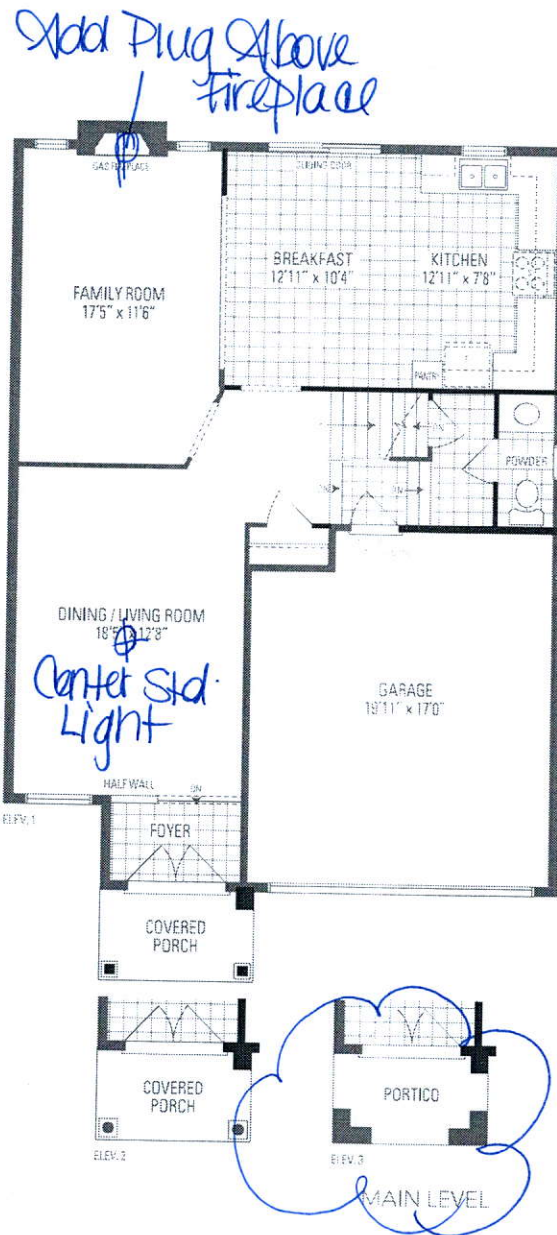 Add Plug Above
Fireplace
GAS FIREPLACE
SLIDING DOOR
BREAKFAST
12'11" x 10'4"
KITCHEN
12'11" x 7'8"
FAMILY ROOM
17'5" x 11'6"
PANTRY
DN
POWDER
DN
DN
DINING / LIVING ROOM
18'5" x 12'8"
Center Std.
Light
GARAGE
19'11" x 17'0"
HALF WALL
DN
ELEV. 1
FOYER
COVERED
PORCH
COVERED
PORCH
PORTICO
ELEV. 2
ELEV. 3
MAIN LEVEL